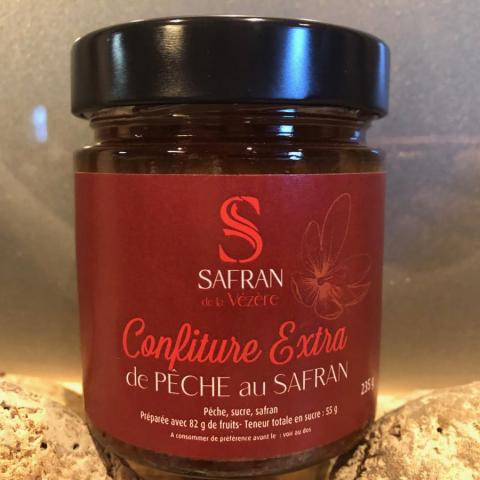 SAFRAN
de la Vézère
Confiture Extra
de PÊCHE au SAFRAN
235 g
Pêche, sucre, safran
Préparée avec 82 g de fruits- Teneur totale en sucre : 55 g
A consommer de préférence avant le : voir au dos